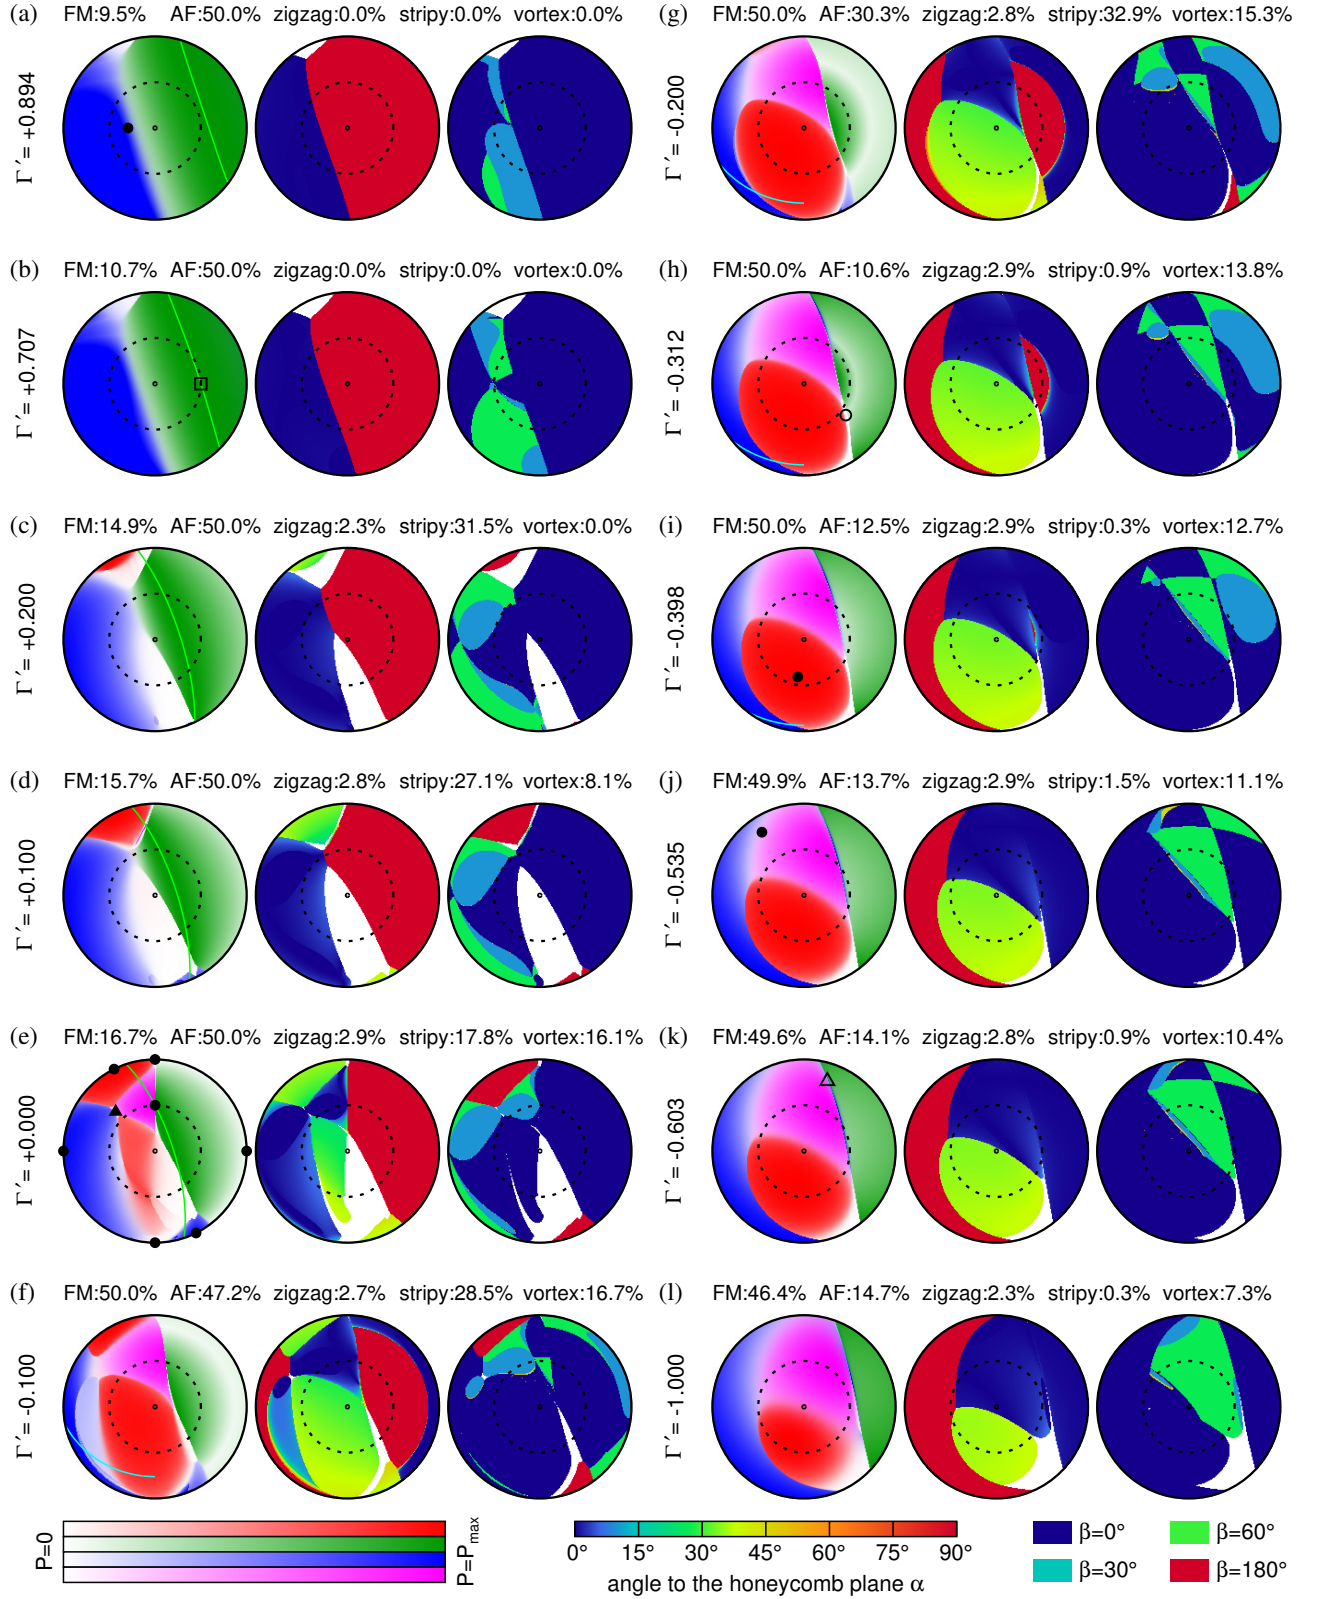 (a) FM:9.5% AF:50.0% zigzag:0.0% stripy:0.0% vortex:0.0%
Γ′= +0.894
(b) FM:10.7% AF:50.0% zigzag:0.0% stripy:0.0% vortex:0.0%
Γ′= +0.707
(c) FM:14.9% AF:50.0% zigzag:2.3% stripy:31.5% vortex:0.0%
Γ′= +0.200
(d) FM:15.7% AF:50.0% zigzag:2.8% stripy:27.1% vortex:8.1%
Γ′= +0.100
(e) FM:16.7% AF:50.0% zigzag:2.9% stripy:17.8% vortex:16.1%
Γ′= +0.000
(f) FM:50.0% AF:47.2% zigzag:2.7% stripy:28.5% vortex:16.7%
Γ′= -0.100
(g) FM:50.0% AF:30.3% zigzag:2.8% stripy:32.9% vortex:15.3%
Γ′= -0.200
(h) FM:50.0% AF:10.6% zigzag:2.9% stripy:0.9% vortex:13.8%
Γ′= -0.312
(i) FM:50.0% AF:12.5% zigzag:2.9% stripy:0.3% vortex:12.7%
Γ′= -0.398
(j) FM:49.9% AF:13.7% zigzag:2.9% stripy:1.5% vortex:11.1%
Γ′= -0.535
(k) FM:49.6% AF:14.1% zigzag:2.8% stripy:0.9% vortex:10.4%
Γ′= -0.603
(l) FM:46.4% AF:14.7% zigzag:2.3% stripy:0.3% vortex:7.3%
Γ′= -1.000
P=0
P=Pmax
0° 15° 30° 45° 60° 75° 90°
angle to the honeycomb plane α
β=0° β=60°
β=30° β=180°